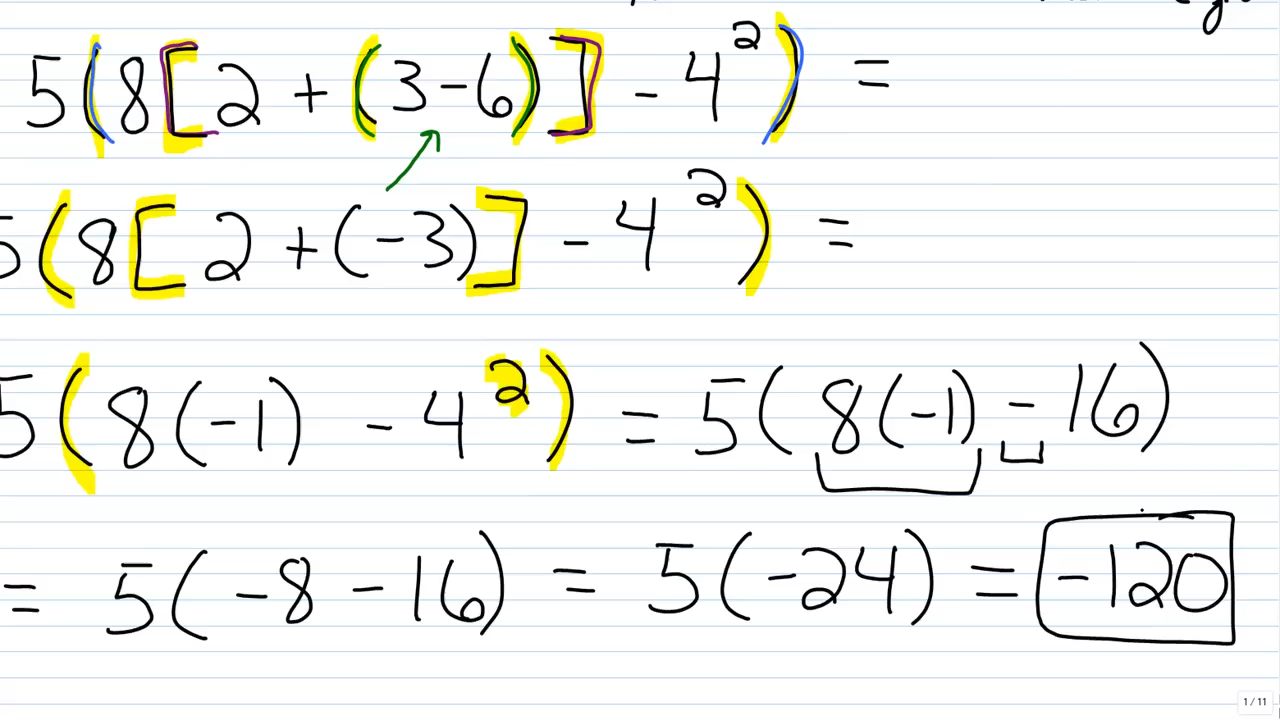 5(8[2 + (3 - 6)] - 4²) =
5(8[2 + (-3)] - 4²) =
5(8(-1) - 4²) = 5(8(-1) - 16)
= 5(-8 - 16) = 5(-24) = -120
1 / 11